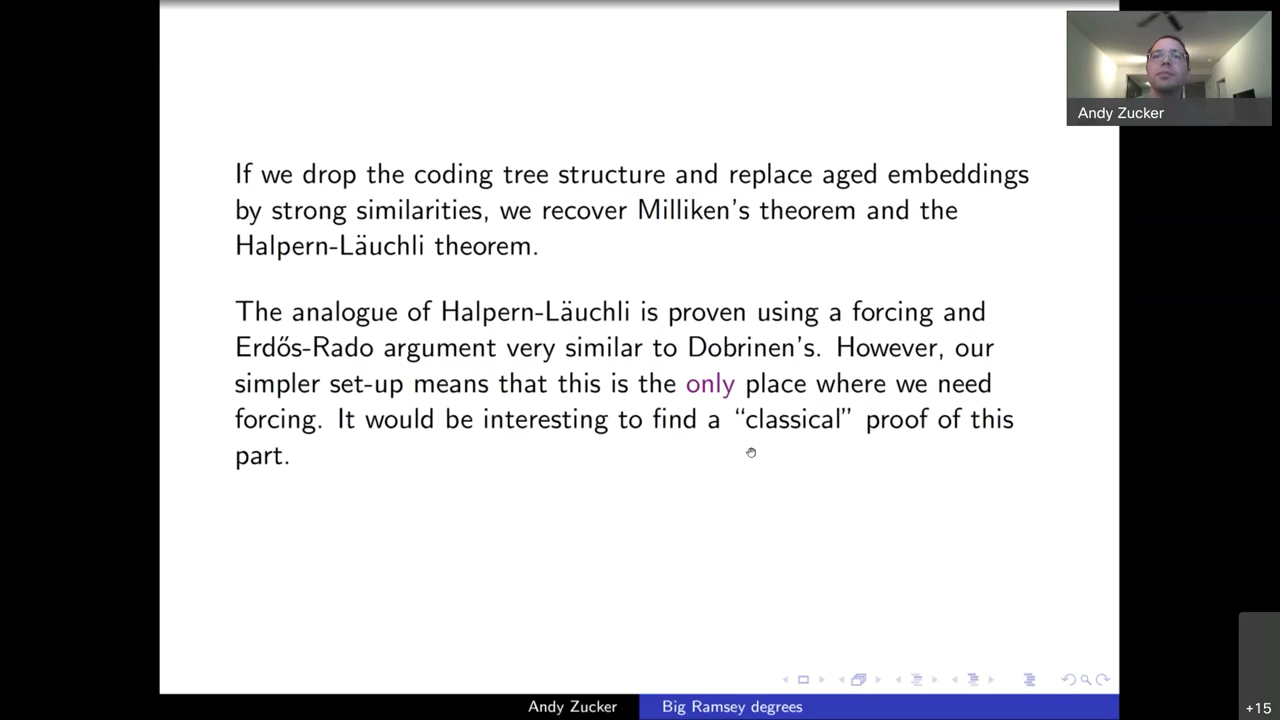 Andy Zucker
If we drop the coding tree structure and replace aged embeddings
by strong similarities, we recover Milliken's theorem and the
Halpern-Läuchli theorem.
The analogue of Halpern-Läuchli is proven using a forcing and
Erdős-Rado argument very similar to Dobrinen's. However, our
simpler set-up means that this is the only place where we need
forcing. It would be interesting to find a “classical” proof of this
part.
Andy Zucker
Big Ramsey degrees
+15